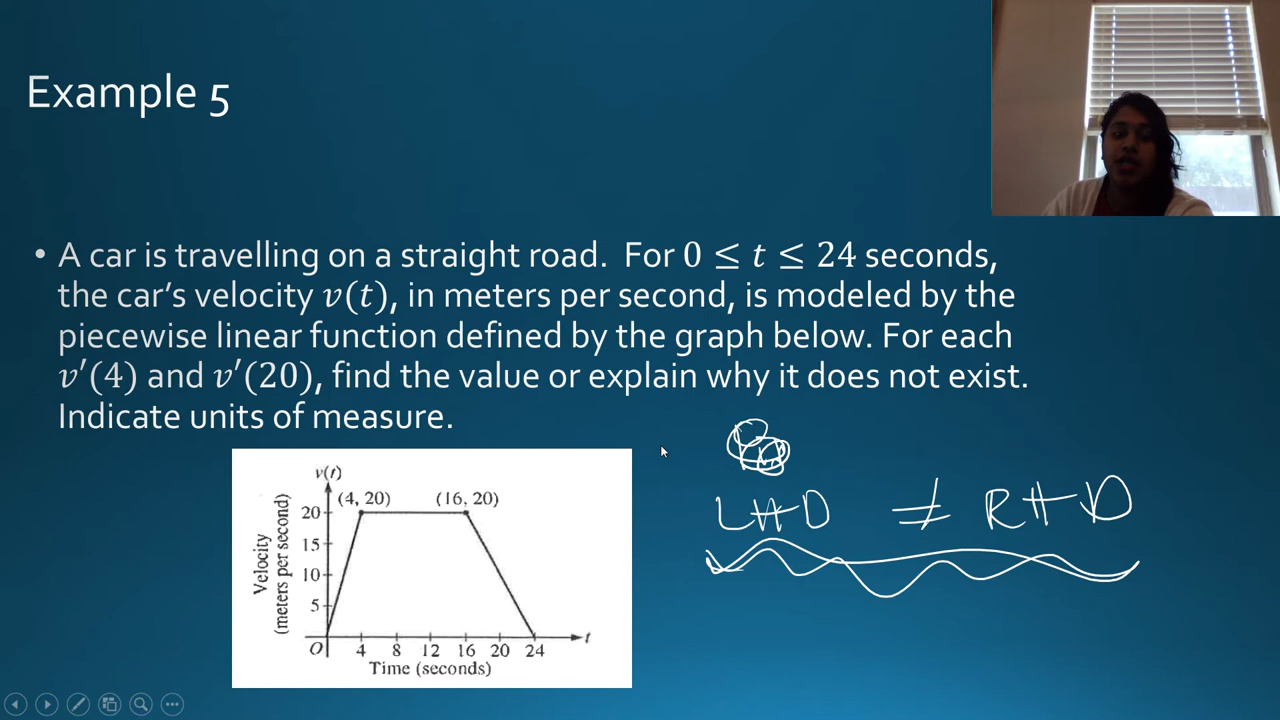 Example 5
• A car is travelling on a straight road. For 0 ≤ t ≤ 24 seconds,
the car's velocity v(t), in meters per second, is modeled by the
piecewise linear function defined by the graph below. For each
v′(4) and v′(20), find the value or explain why it does not exist.
Indicate units of measure.
LHD ≠ RHD
v(t)
(4, 20) (16, 20)
20
15
10
5
Velocity
(meters per second)
O 4 8 12 16 20 24 t
Time (seconds)